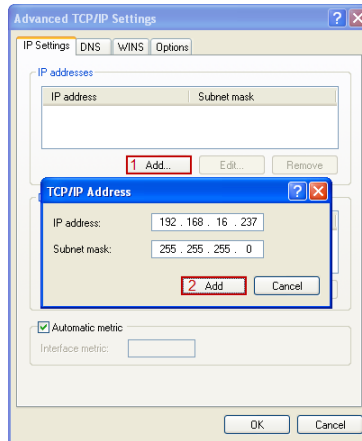 Advanced TCP/IP Settings
IP Settings DNS WINS Options
IP addresses
IP address Subnet mask
1 Add... Edit... Remove
TCP/IP Address
IP address: 192 . 168 . 16 . 237
Subnet mask: 255 . 255 . 255 . 0
2 Add Cancel
Automatic metric
Interface metric:
OK Cancel